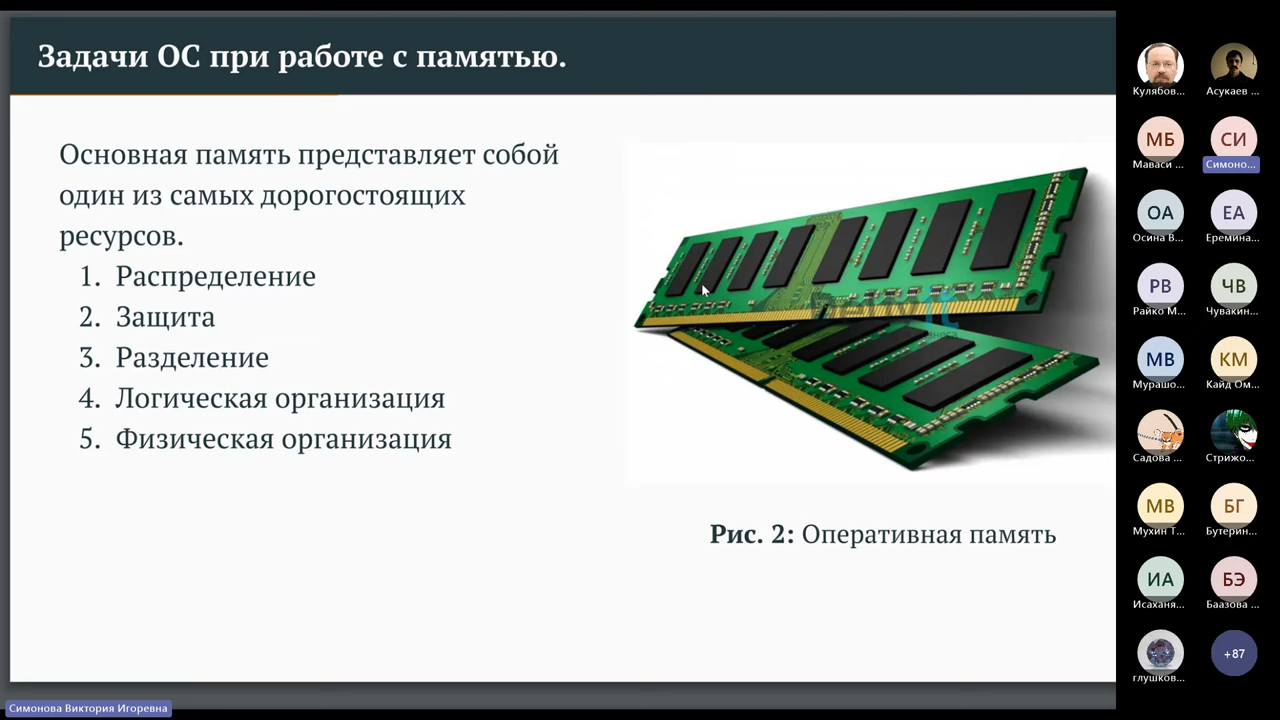 Задачи ОС при работе с памятью.
Основная память представляет собой
один из самых дорогостоящих
ресурсов.
1. Распределение
2. Защита
3. Разделение
4. Логическая организация
5. Физическая организация
Рис. 2: Оперативная память
Кулябов...
Асукаев ...
МБ
Маваси ...
СИ
Симоно...
ОА
Осина В...
ЕА
Еремина...
РВ
Райко М...
ЧВ
Чувакин...
МВ
Мурашо...
КМ
Кайд Ом...
Садова ...
Стрижо...
МВ
Мухин Т...
БГ
Бутерин...
ИА
Исаханя...
БЭ
Баазова ...
глушков...
+87
Симонова Виктория Игоревна